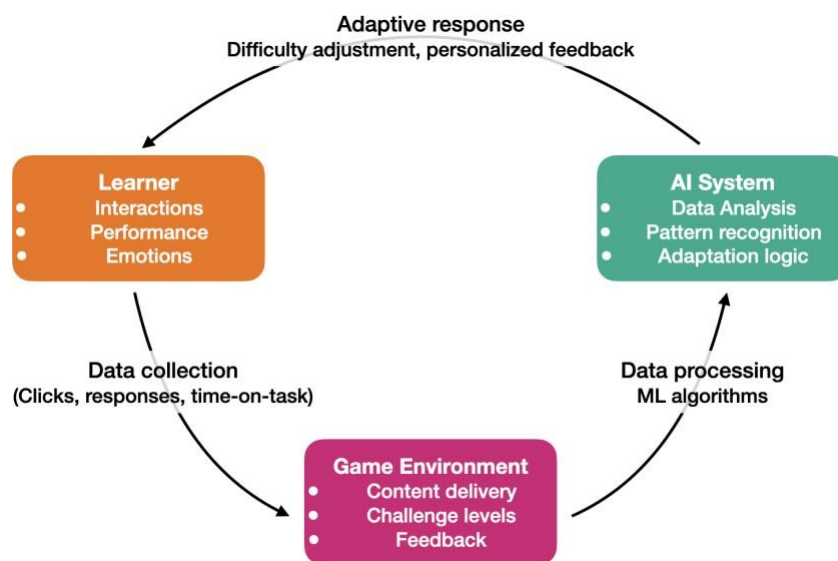 Adaptive response
Difficulty adjustment, personalized feedback
Learner
• Interactions
• Performance
• Emotions
AI System
• Data Analysis
• Pattern recognition
• Adaptation logic
Data collection
(Clicks, responses, time-on-task)
Data processing
ML algorithms
Game Environment
• Content delivery
• Challenge levels
• Feedback